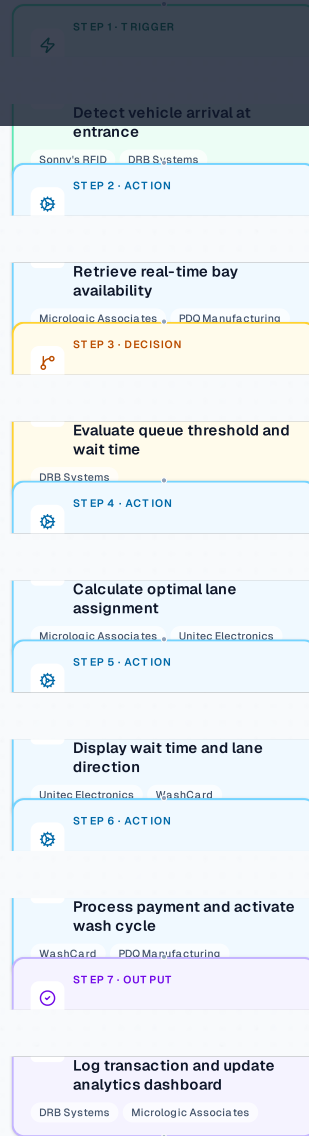 STEP 1 · TRIGGER
Detect vehicle arrival at
entrance
Sonny's RFID DRB Systems
STEP 2 · ACTION
Retrieve real-time bay
availability
Micrologic Associates PDQ Manufacturing
STEP 3 · DECISION
Evaluate queue threshold and
wait time
DRB Systems
STEP 4 · ACTION
Calculate optimal lane
assignment
Micrologic Associates Unitec Electronics
STEP 5 · ACTION
Display wait time and lane
direction
Unitec Electronics WashCard
STEP 6 · ACTION
Process payment and activate
wash cycle
WashCard PDQ Manufacturing
STEP 7 · OUTPUT
Log transaction and update
analytics dashboard
DRB Systems Micrologic Associates